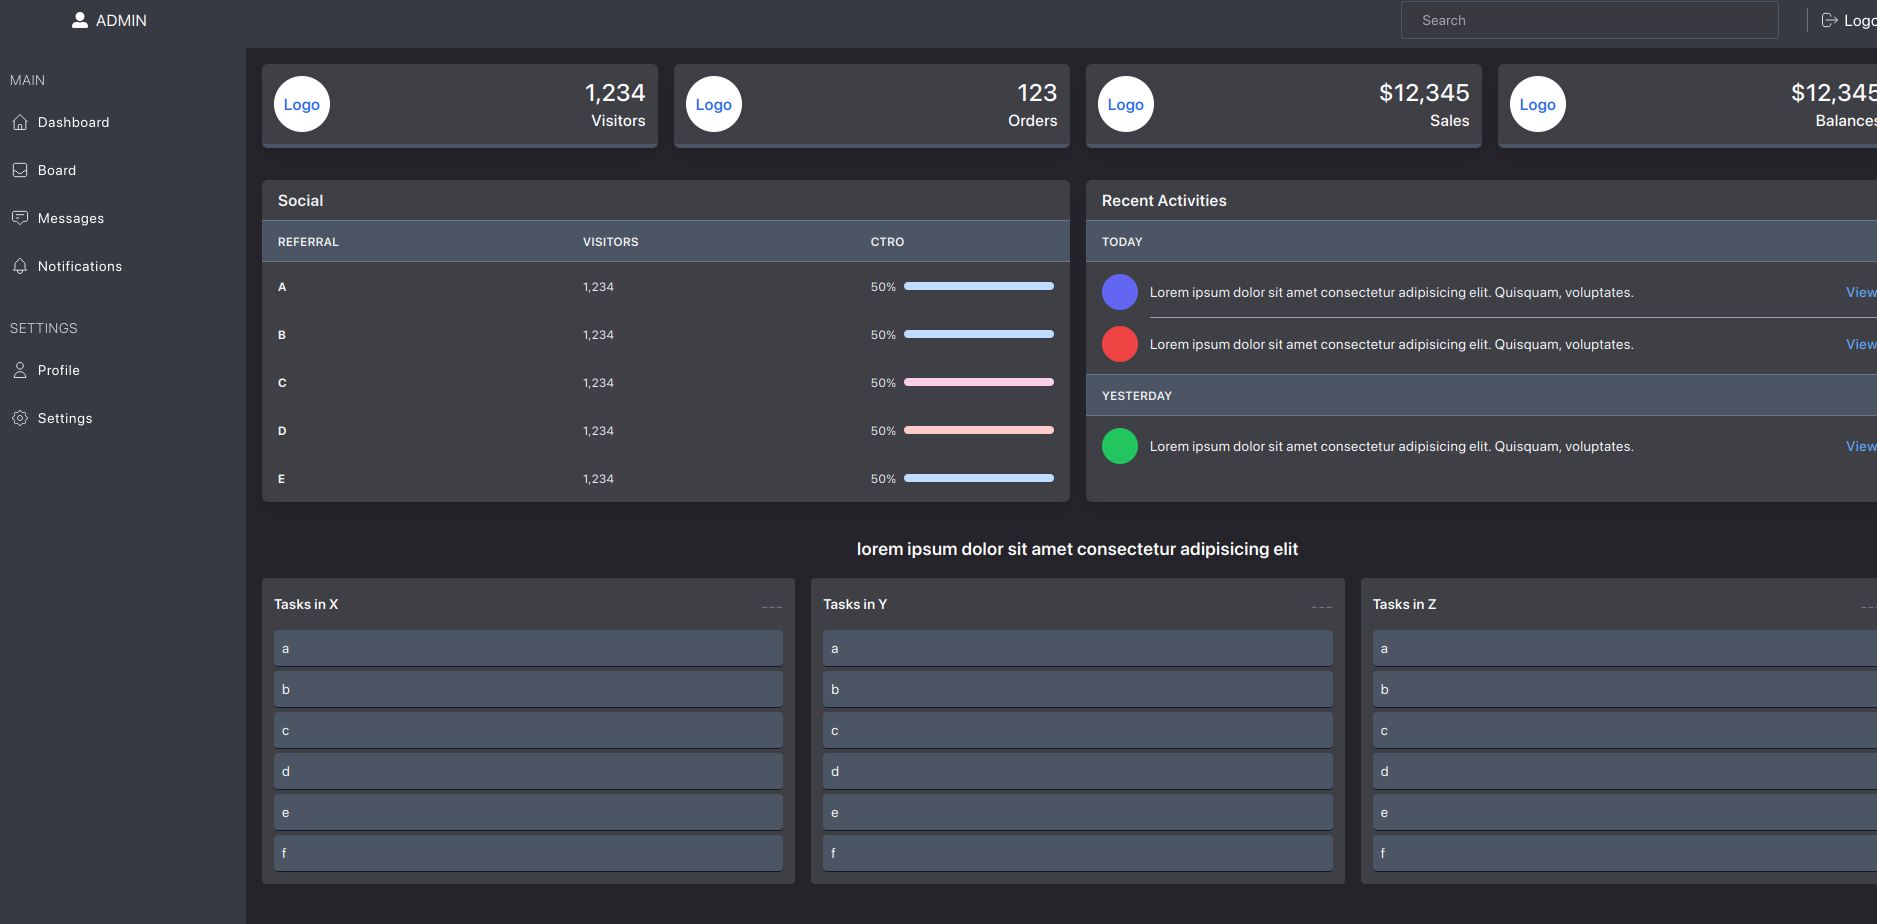 ADMIN
Search
Logo
MAIN
Dashboard
Board
Messages
Notifications
SETTINGS
Profile
Settings
Logo
1,234
Visitors
Logo
123
Orders
Logo
$12,345
Sales
Logo
$12,345
Balances
Social
REFERRAL VISITORS CTRO
A 1,234 50%
B 1,234 50%
C 1,234 50%
D 1,234 50%
E 1,234 50%
Recent Activities
TODAY
Lorem ipsum dolor sit amet consectetur adipisicing elit. Quisquam, voluptates. View
Lorem ipsum dolor sit amet consectetur adipisicing elit. Quisquam, voluptates. View
YESTERDAY
Lorem ipsum dolor sit amet consectetur adipisicing elit. Quisquam, voluptates. View
lorem ipsum dolor sit amet consectetur adipisicing elit
Tasks in X ---
a
b
c
d
e
f
Tasks in Y ---
a
b
c
d
e
f
Tasks in Z --
a
b
c
d
e
f